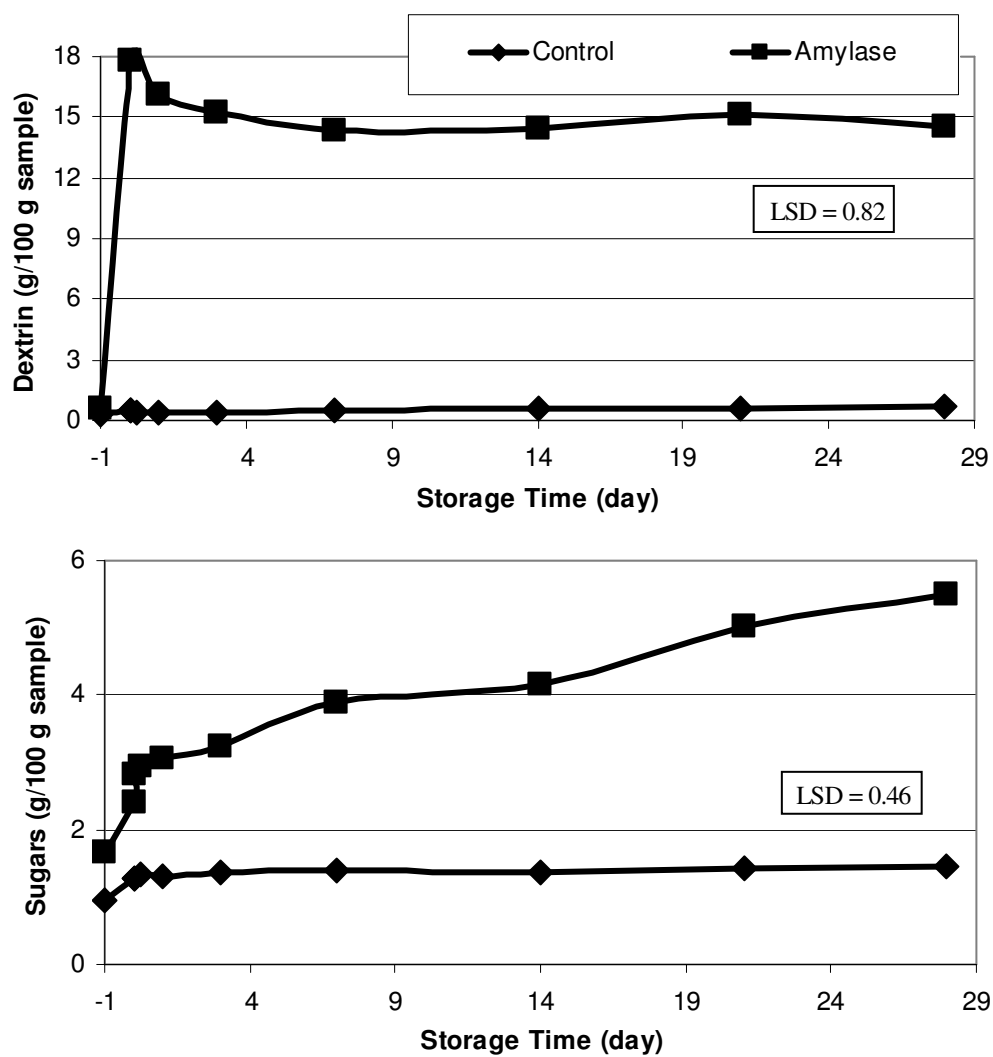 Control Amylase
18
15
12
9
6
3
0
Dextrin (g/100 g sample)
LSD = 0.82
-1 4 9 14 19 24 29
Storage Time (day)
6
4
2
0
Sugars (g/100 g sample)
LSD = 0.46
-1 4 9 14 19 24 29
Storage Time (day)